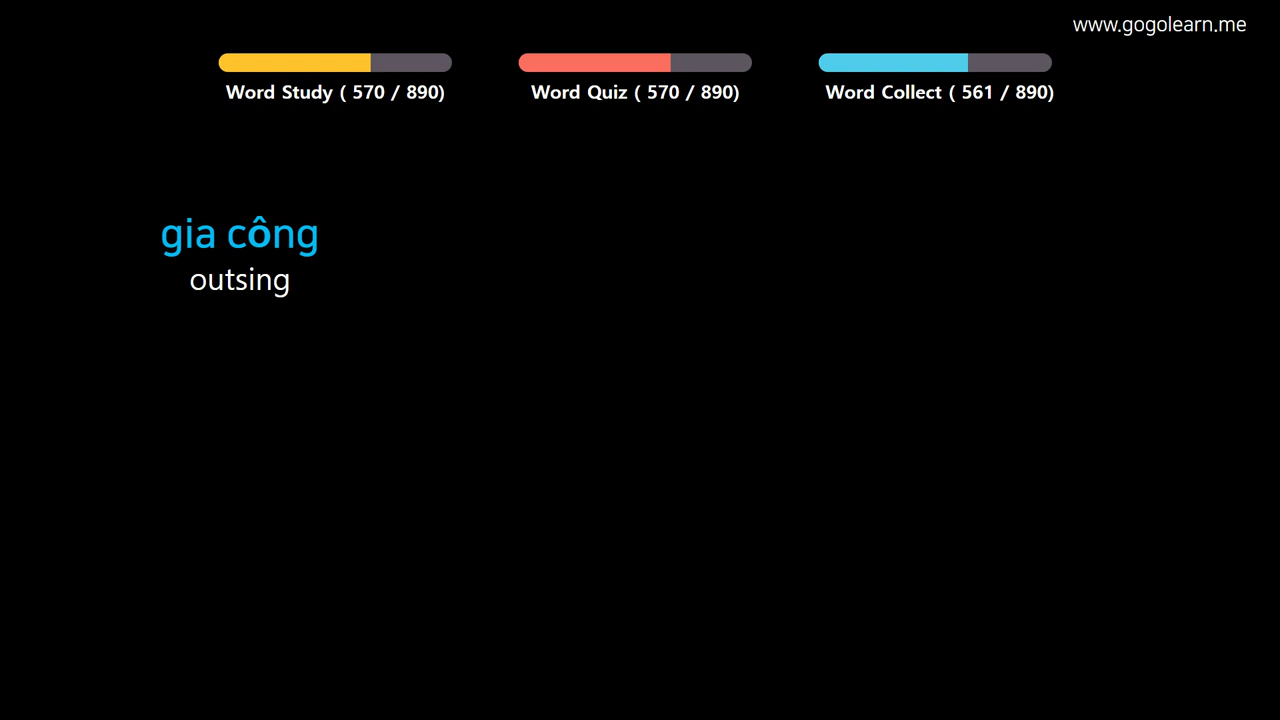 www.gogolearn.me
Word Study ( 570 / 890)
Word Quiz ( 570 / 890)
Word Collect ( 561 / 890)
gia công
outsing